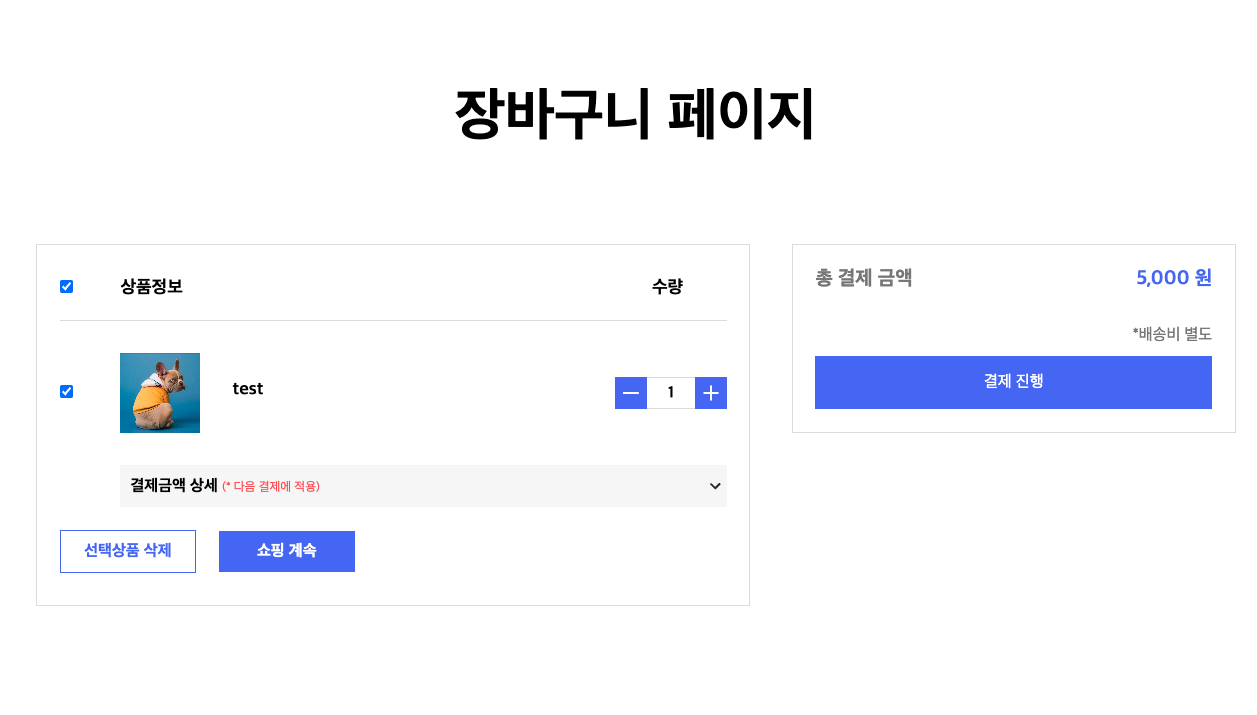 장바구니 페이지
상품정보 수량
test 1
결제금액 상세 (* 다음 결제에 적용)
선택상품 삭제 쇼핑 계속
총 결제 금액 5,000 원
*배송비 별도
결제 진행